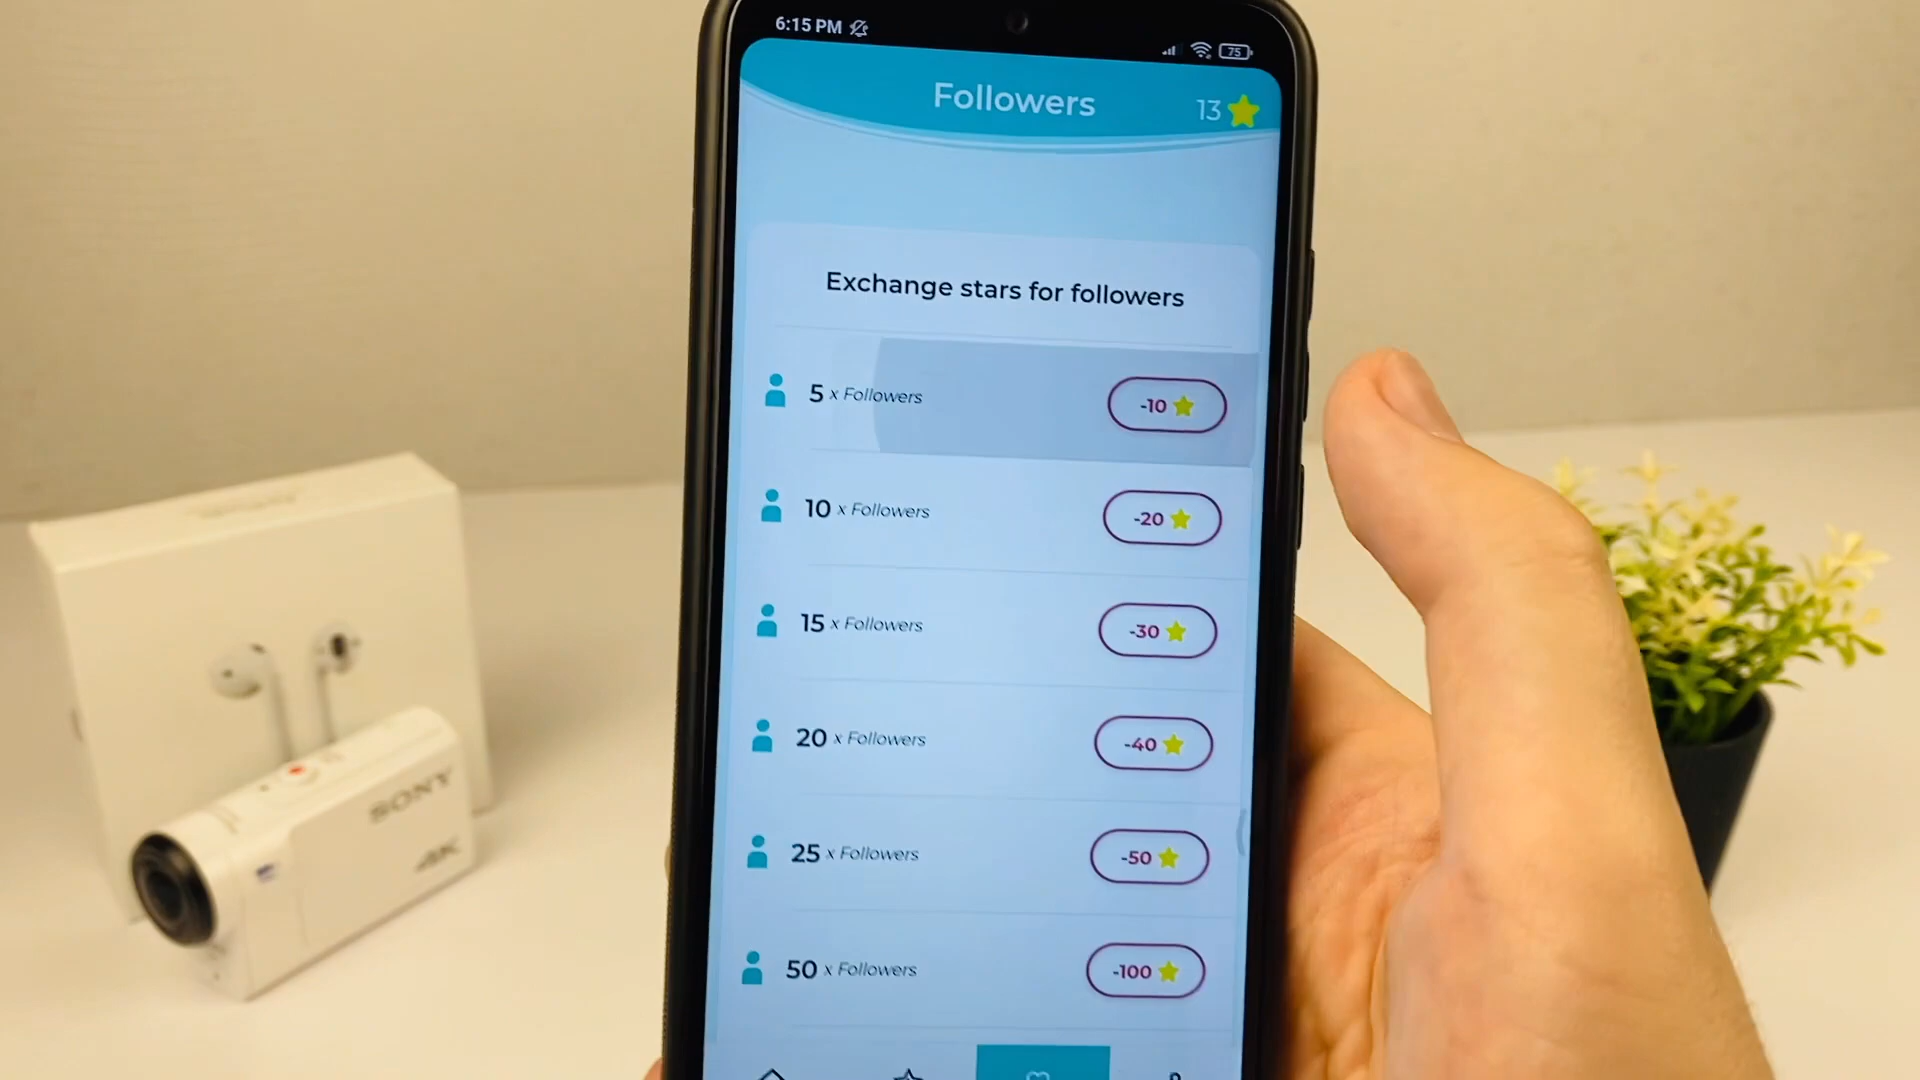 6:15 PM
75
Followers
13
Exchange stars for followers
5 x Followers
-10
10 x Followers
-20
15 x Followers
-30
20 x Followers
-40
25 x Followers
-50
50 x Followers
-100
SONY
4K